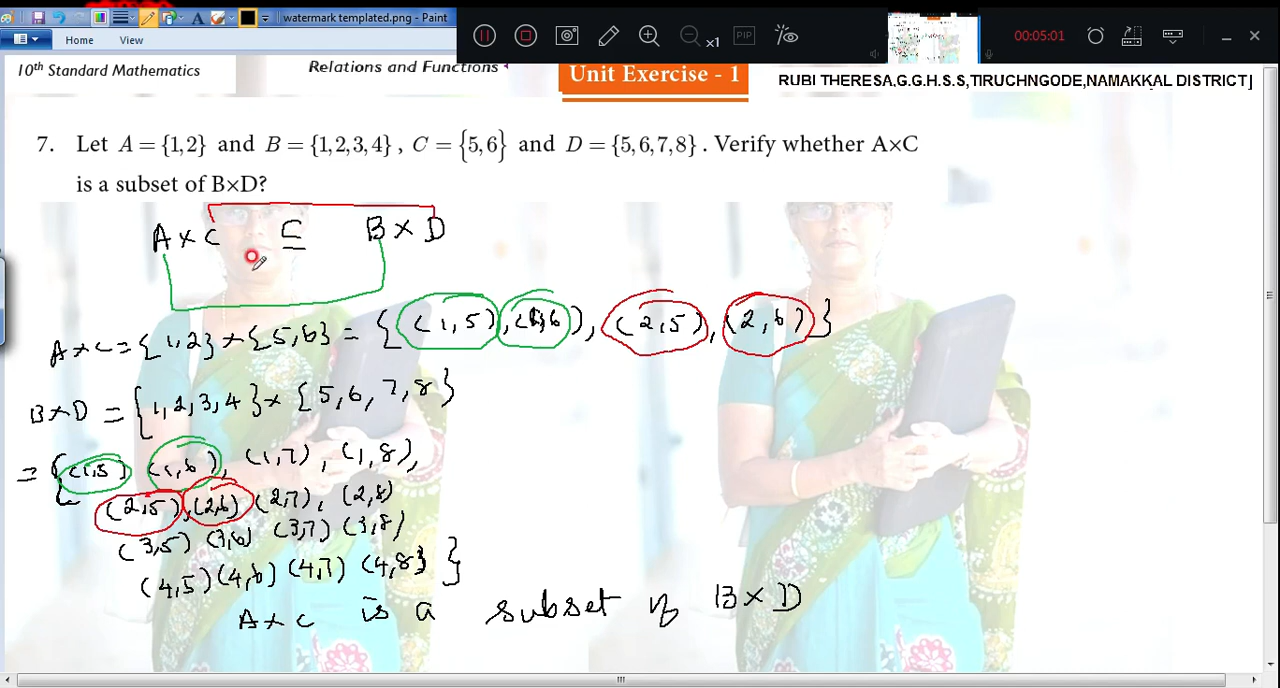 watermark templated.png - Paint
Home View
x1 PIP 00:05:01
10th Standard Mathematics Relations and Functions Unit Exercise - 1 RUBI THERESA,G.G.H.S.S,TIRUCHNGODE,NAMAKKAL DISTRICT]
7. Let A = {1,2} and B = {1,2,3,4} , C = {5,6} and D = {5,6,7,8} . Verify whether A×C
is a subset of B×D?
A × C ⊆ B × D
A×C = {1,2} × {5,6} = { (1,5), (1,6), (2,5), (2,6) }
B×D = {1,2,3,4} × {5,6,7,8}
= { (1,5) (1,6), (1,7), (1,8),
(2,5), (2,6) (2,7), (2,8)
(3,5) (3,6) (3,7) (3,8)
(4,5) (4,6) (4,7) (4,8) }
A×C is a subset of B×D